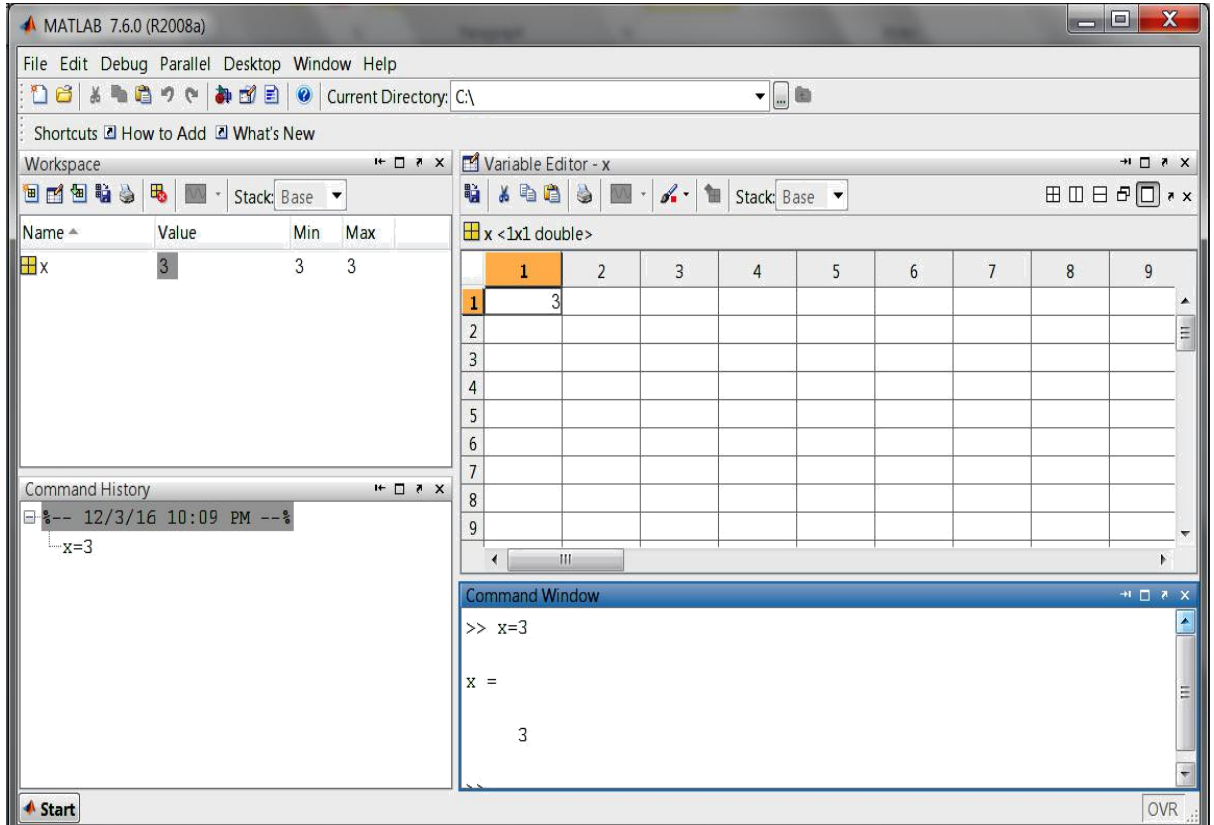 MATLAB 7.6.0 (R2008a)
File Edit Debug Parallel Desktop Window Help
Current Directory: C:\
Shortcuts How to Add What's New
Workspace
Stack: Base
Name Value Min Max
x 3 3 3
Command History
%-- 12/3/16 10:09 PM --%
x=3
Variable Editor - x
Stack: Base
x <1x1 double>
1 2 3 4 5 6 7 8 9
1 3
2
3
4
5
6
7
8
9
Command Window
>> x=3
x =
3
>>
Start
OVR